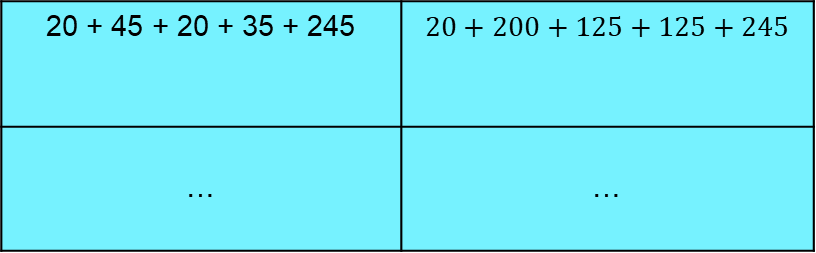 20 + 45 + 20 + 35 + 245
20 + 200 + 125 + 125 + 245
…
…